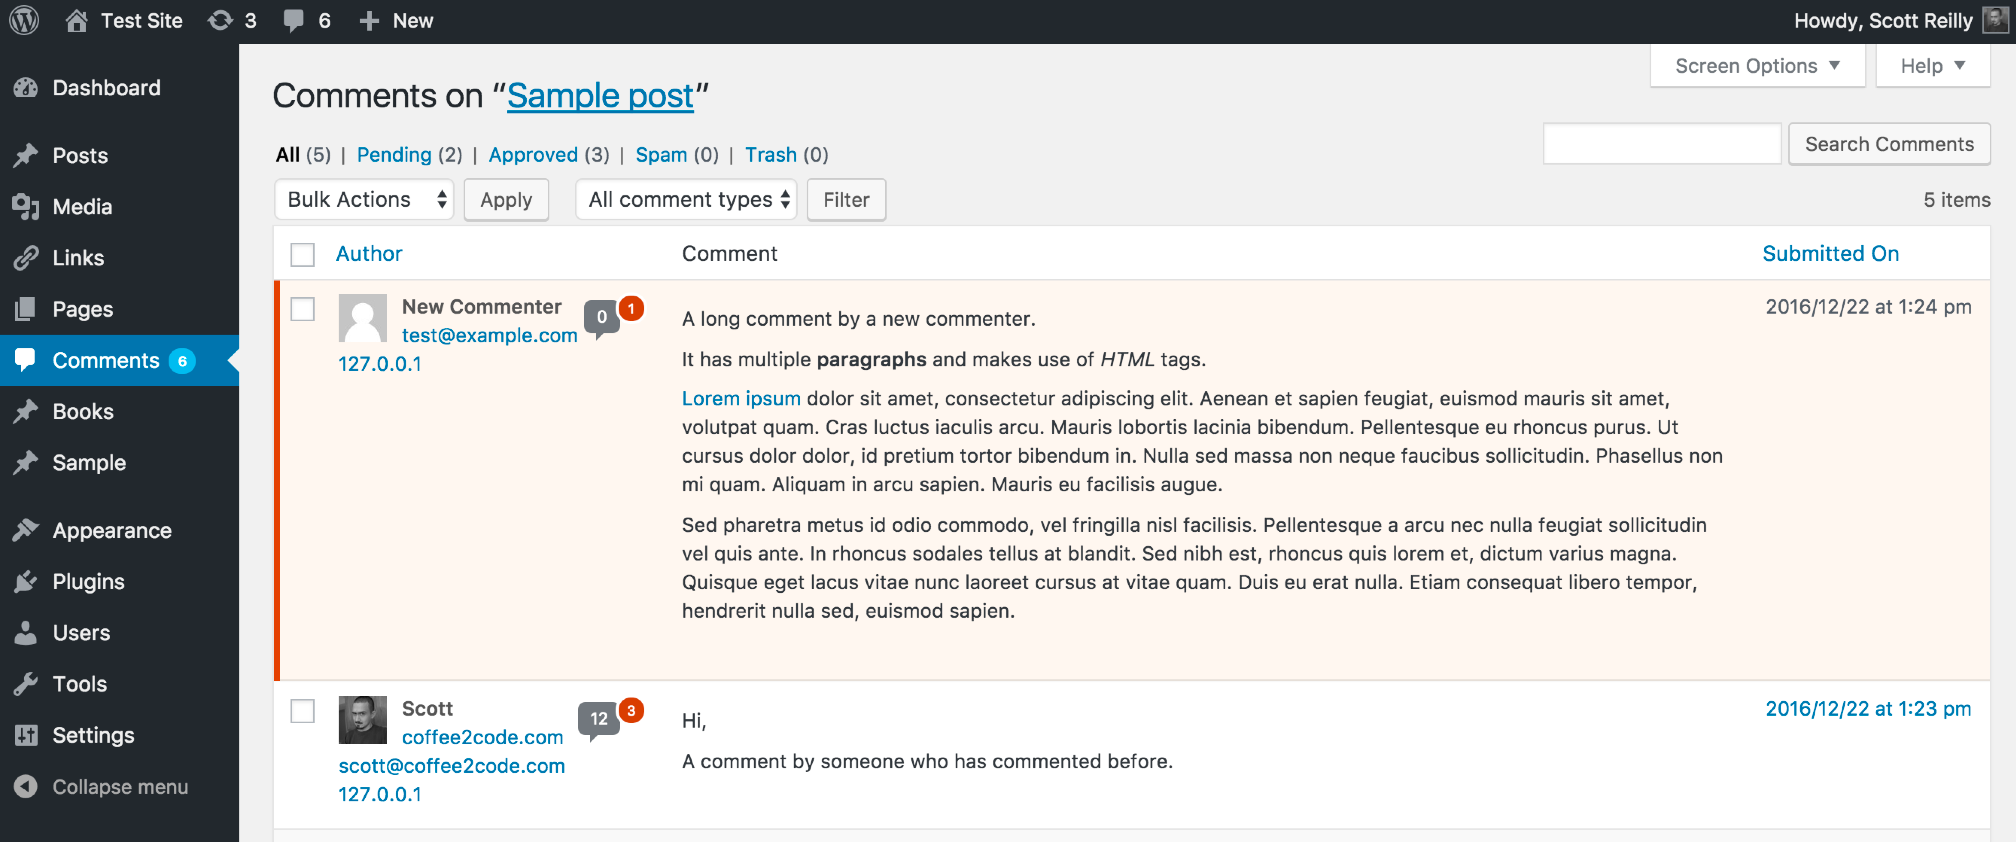 Test Site 3 6 New
Howdy, Scott Reilly
Dashboard
Posts
Media
Links
Pages
Comments 6
Books
Sample
Appearance
Plugins
Users
Tools
Settings
Collapse menu
Screen Options ▼ Help ▼
Comments on “Sample post”
All (5) | Pending (2) | Approved (3) | Spam (0) | Trash (0)
Search Comments
Bulk Actions Apply All comment types Filter
5 items
Author Comment Submitted On
New Commenter 0 1
test@example.com
127.0.0.1
A long comment by a new commenter.
It has multiple paragraphs and makes use of HTML tags.
Lorem ipsum dolor sit amet, consectetur adipiscing elit. Aenean et sapien feugiat, euismod mauris sit amet,
volutpat quam. Cras luctus iaculis arcu. Mauris lobortis lacinia bibendum. Pellentesque eu rhoncus purus. Ut
cursus dolor dolor, id pretium tortor bibendum in. Nulla sed massa non neque faucibus sollicitudin. Phasellus non
mi quam. Aliquam in arcu sapien. Mauris eu facilisis augue.
Sed pharetra metus id odio commodo, vel fringilla nisl facilisis. Pellentesque a arcu nec nulla feugiat sollicitudin
vel quis ante. In rhoncus sodales tellus at blandit. Sed nibh est, rhoncus quis lorem et, dictum varius magna.
Quisque eget lacus vitae nunc laoreet cursus at vitae quam. Duis eu erat nulla. Etiam consequat libero tempor,
hendrerit nulla sed, euismod sapien.
2016/12/22 at 1:24 pm
Scott 12 3
coffee2code.com
scott@coffee2code.com
127.0.0.1
Hi,
A comment by someone who has commented before.
2016/12/22 at 1:23 pm